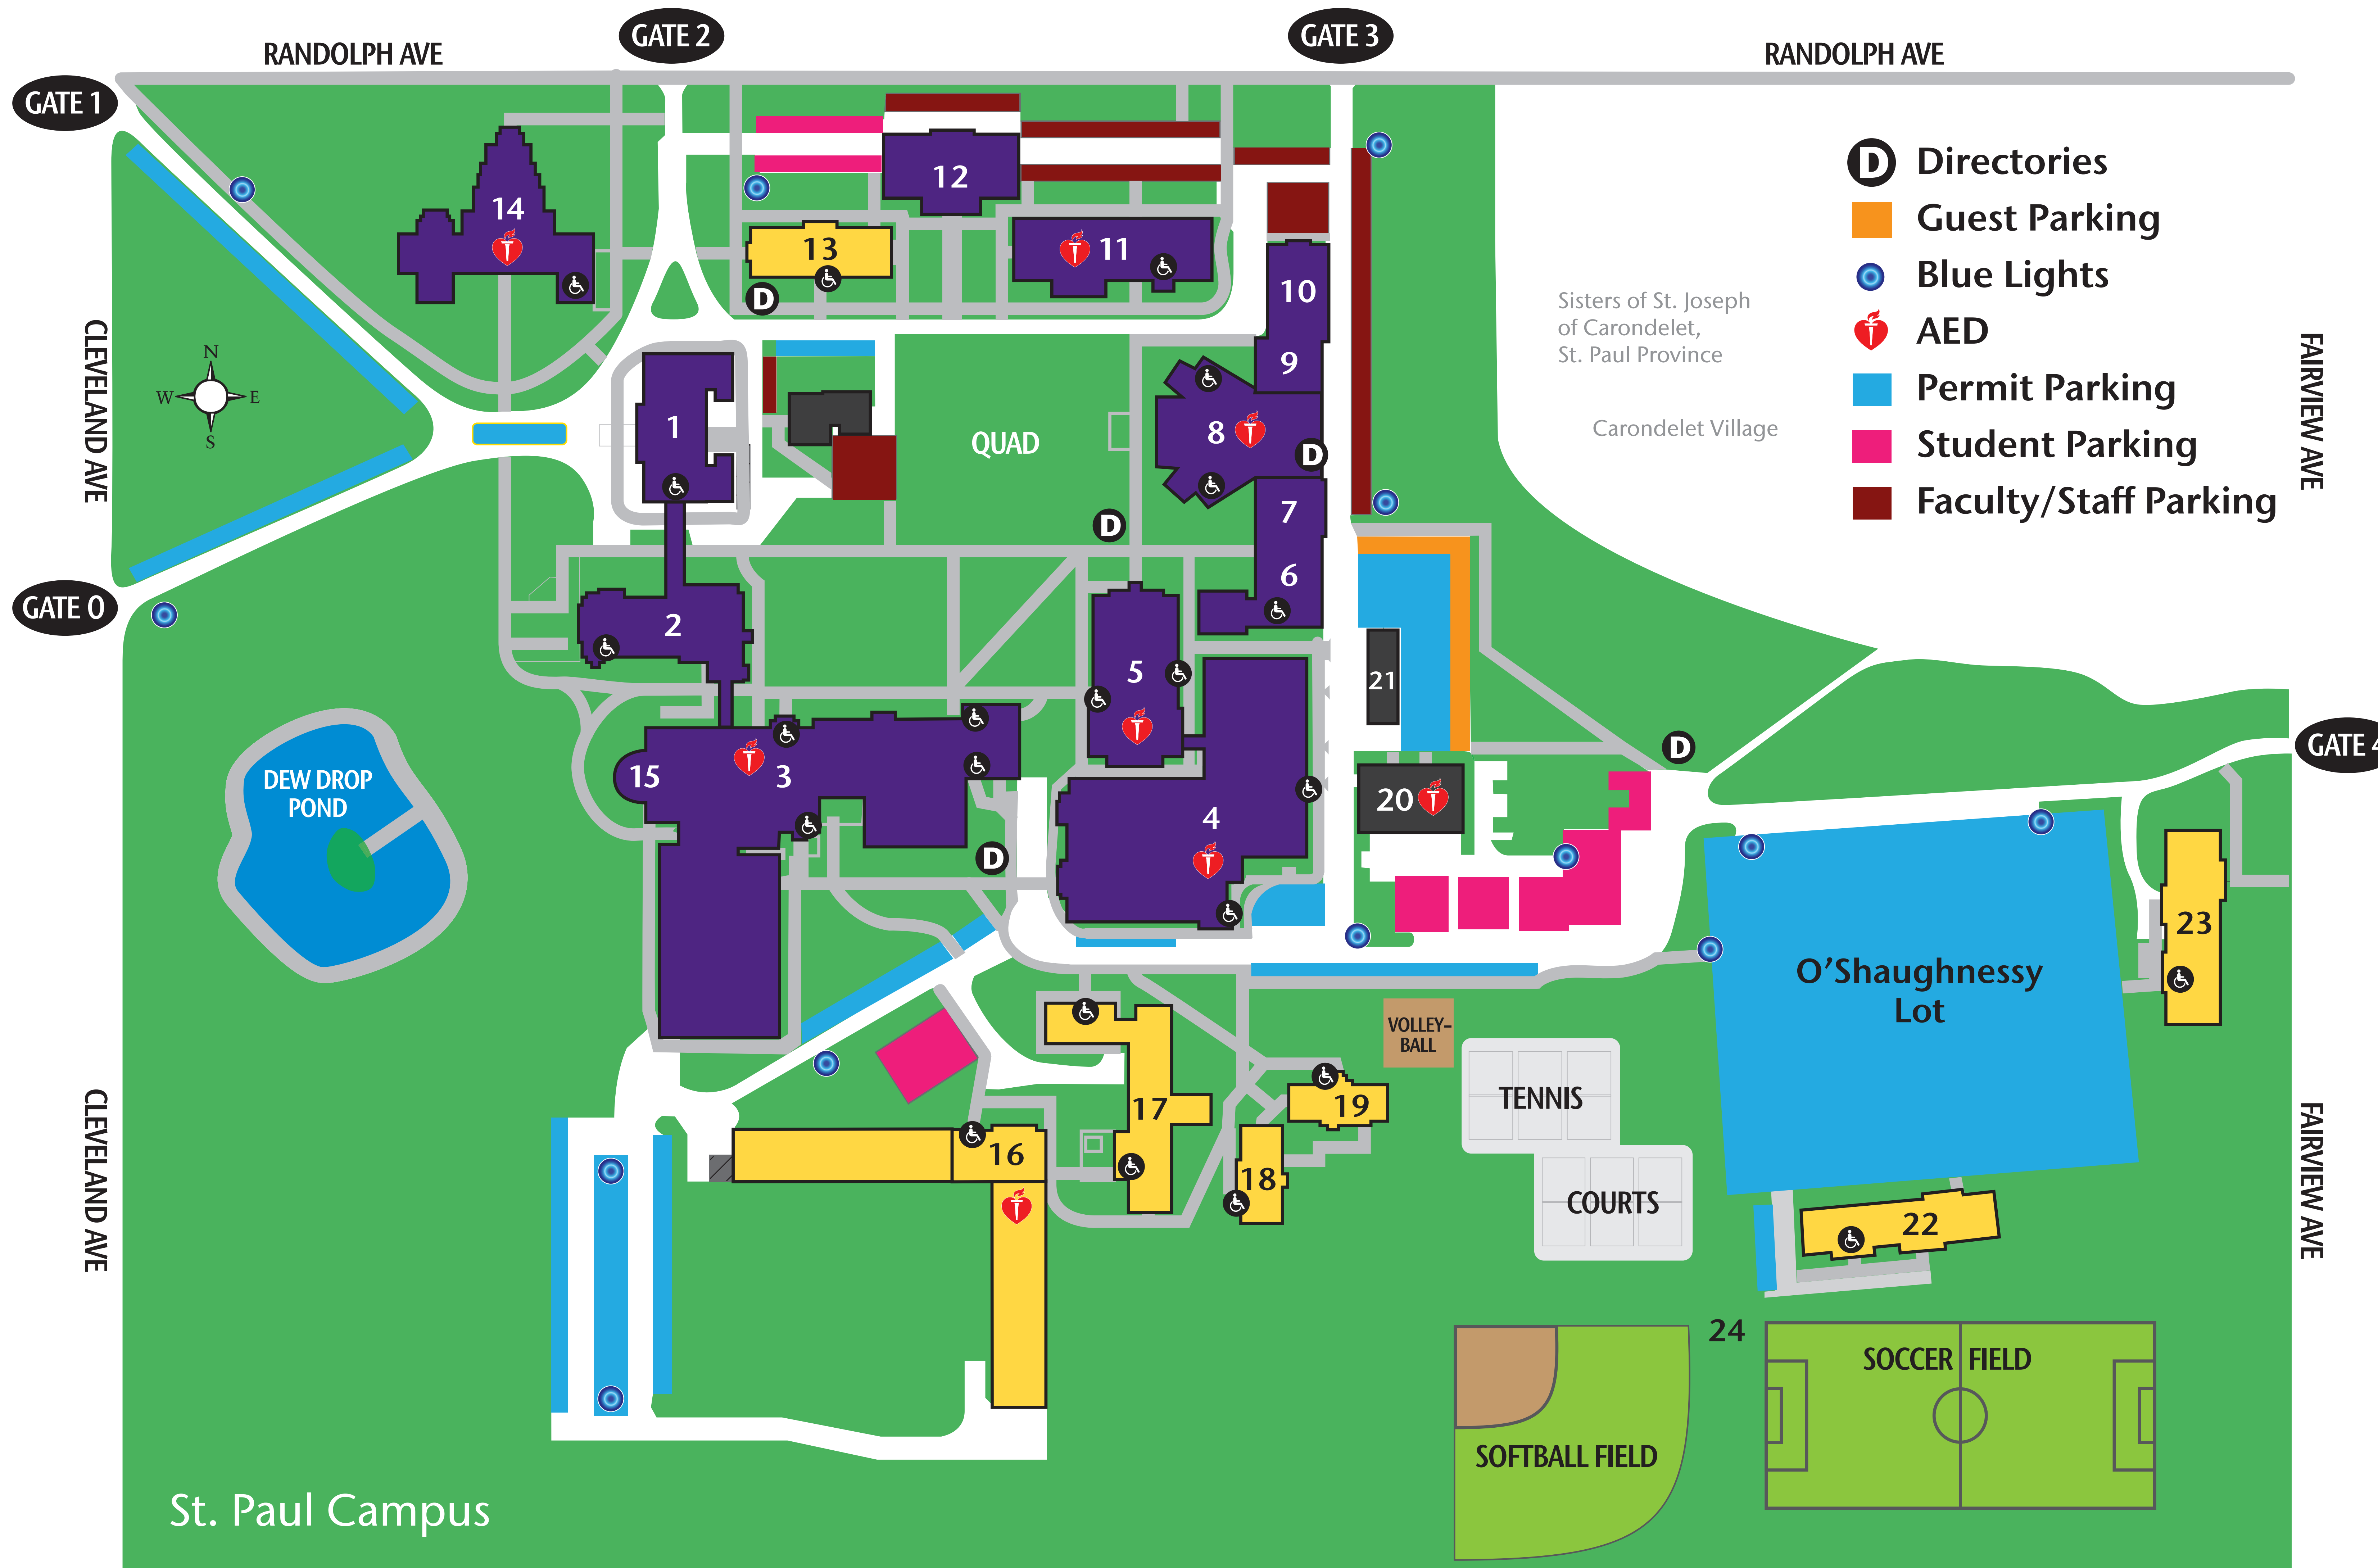 GATE 2
GATE 3
RANDOLPH AVE
RANDOLPH AVE
GATE 1
D Directories
Guest Parking
Blue Lights
AED
Permit Parking
Student Parking
Faculty/Staff Parking
14
12
13
11
D
10
9
8
D
7
6
1
QUAD
D
Sisters of St. Joseph
of Carondelet,
St. Paul Province
Carondelet Village
CLEVELAND AVE
FAIRVIEW AVE
N
W E
S
GATE 0
2
5
21
D
GATE 4
DEW DROP
POND
15
3
20
4
D
23
O'Shaughnessy
Lot
VOLLEY-
BALL
TENNIS
COURTS
17
19
16
18
22
CLEVELAND AVE
FAIRVIEW AVE
24
SOCCER FIELD
SOFTBALL FIELD
St. Paul Campus